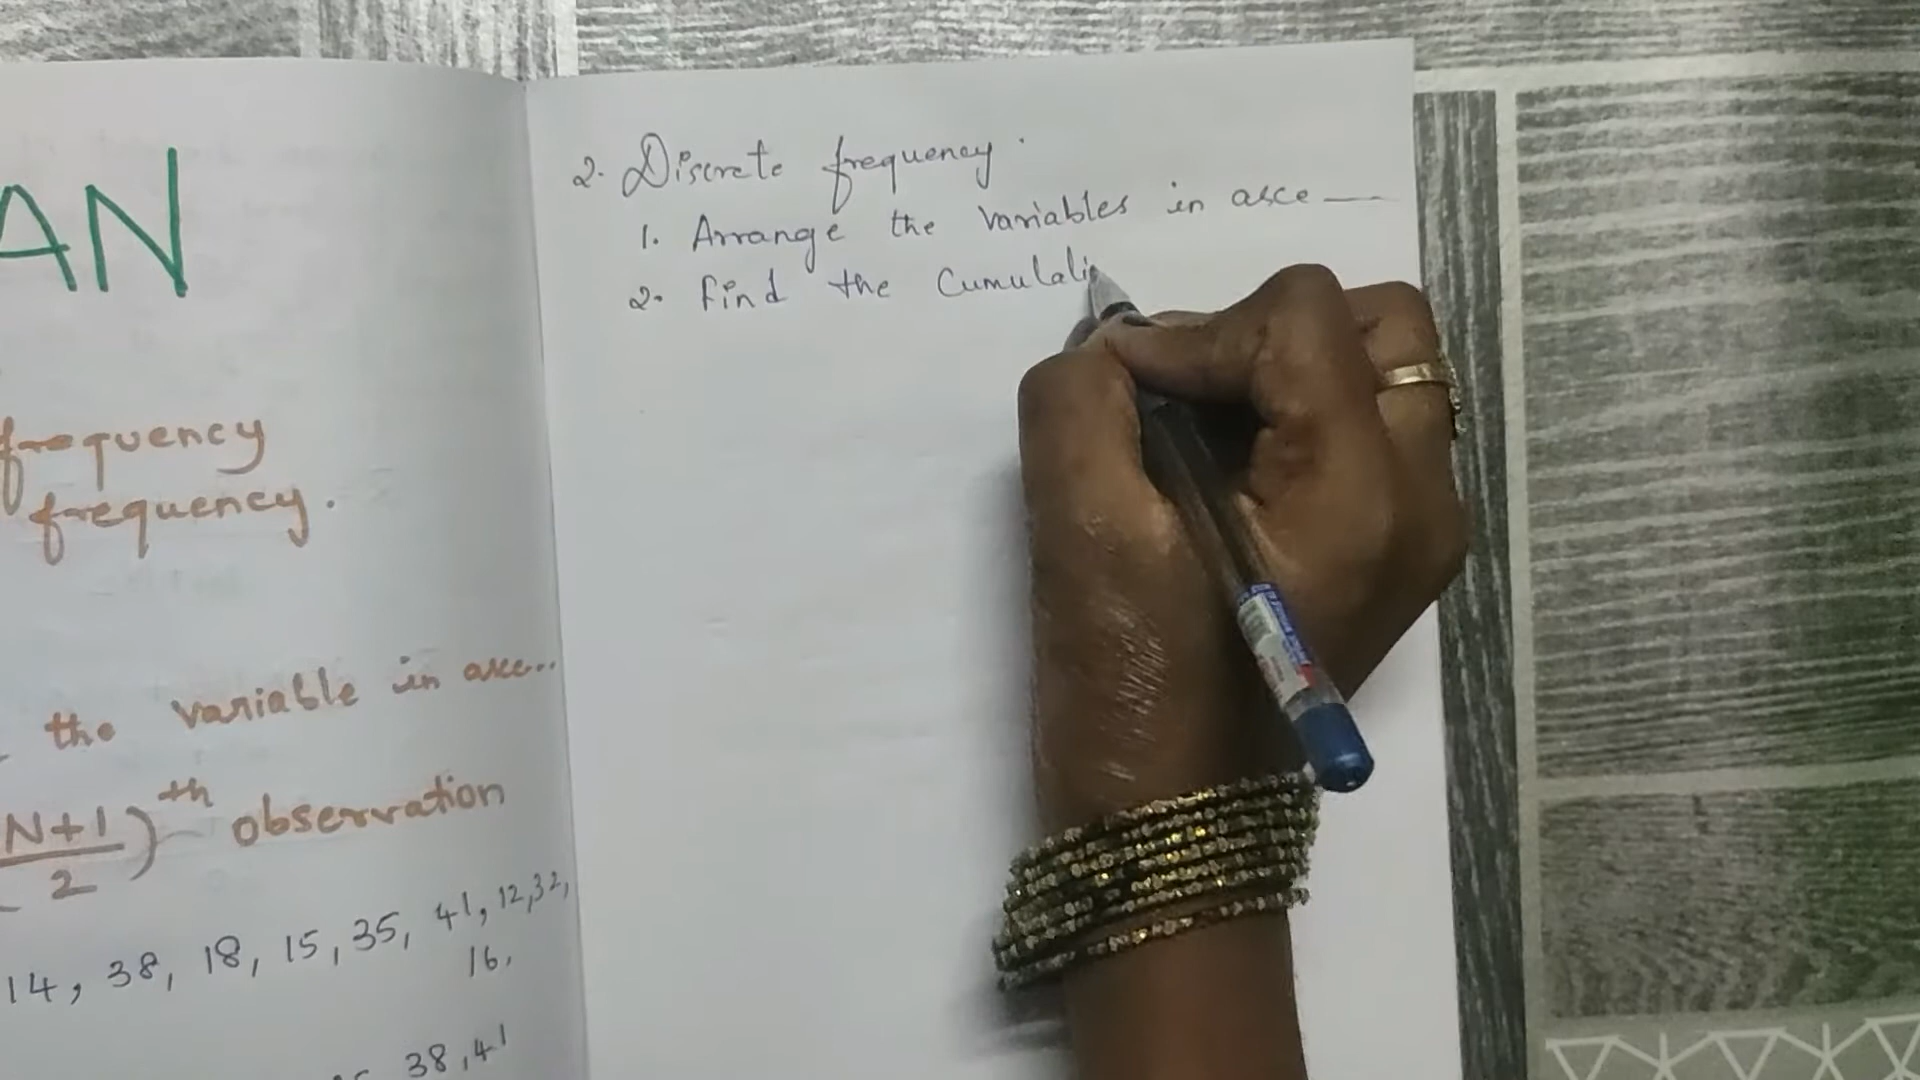 AN
frequency
frequency.
the variable in asce...
N+1
2
)th observation
14, 38, 18, 15, 35, 41, 12, 32,
16,
38, 41
2. Discrete frequency.
1. Arrange the variables in asce —
2. find the Cumulati